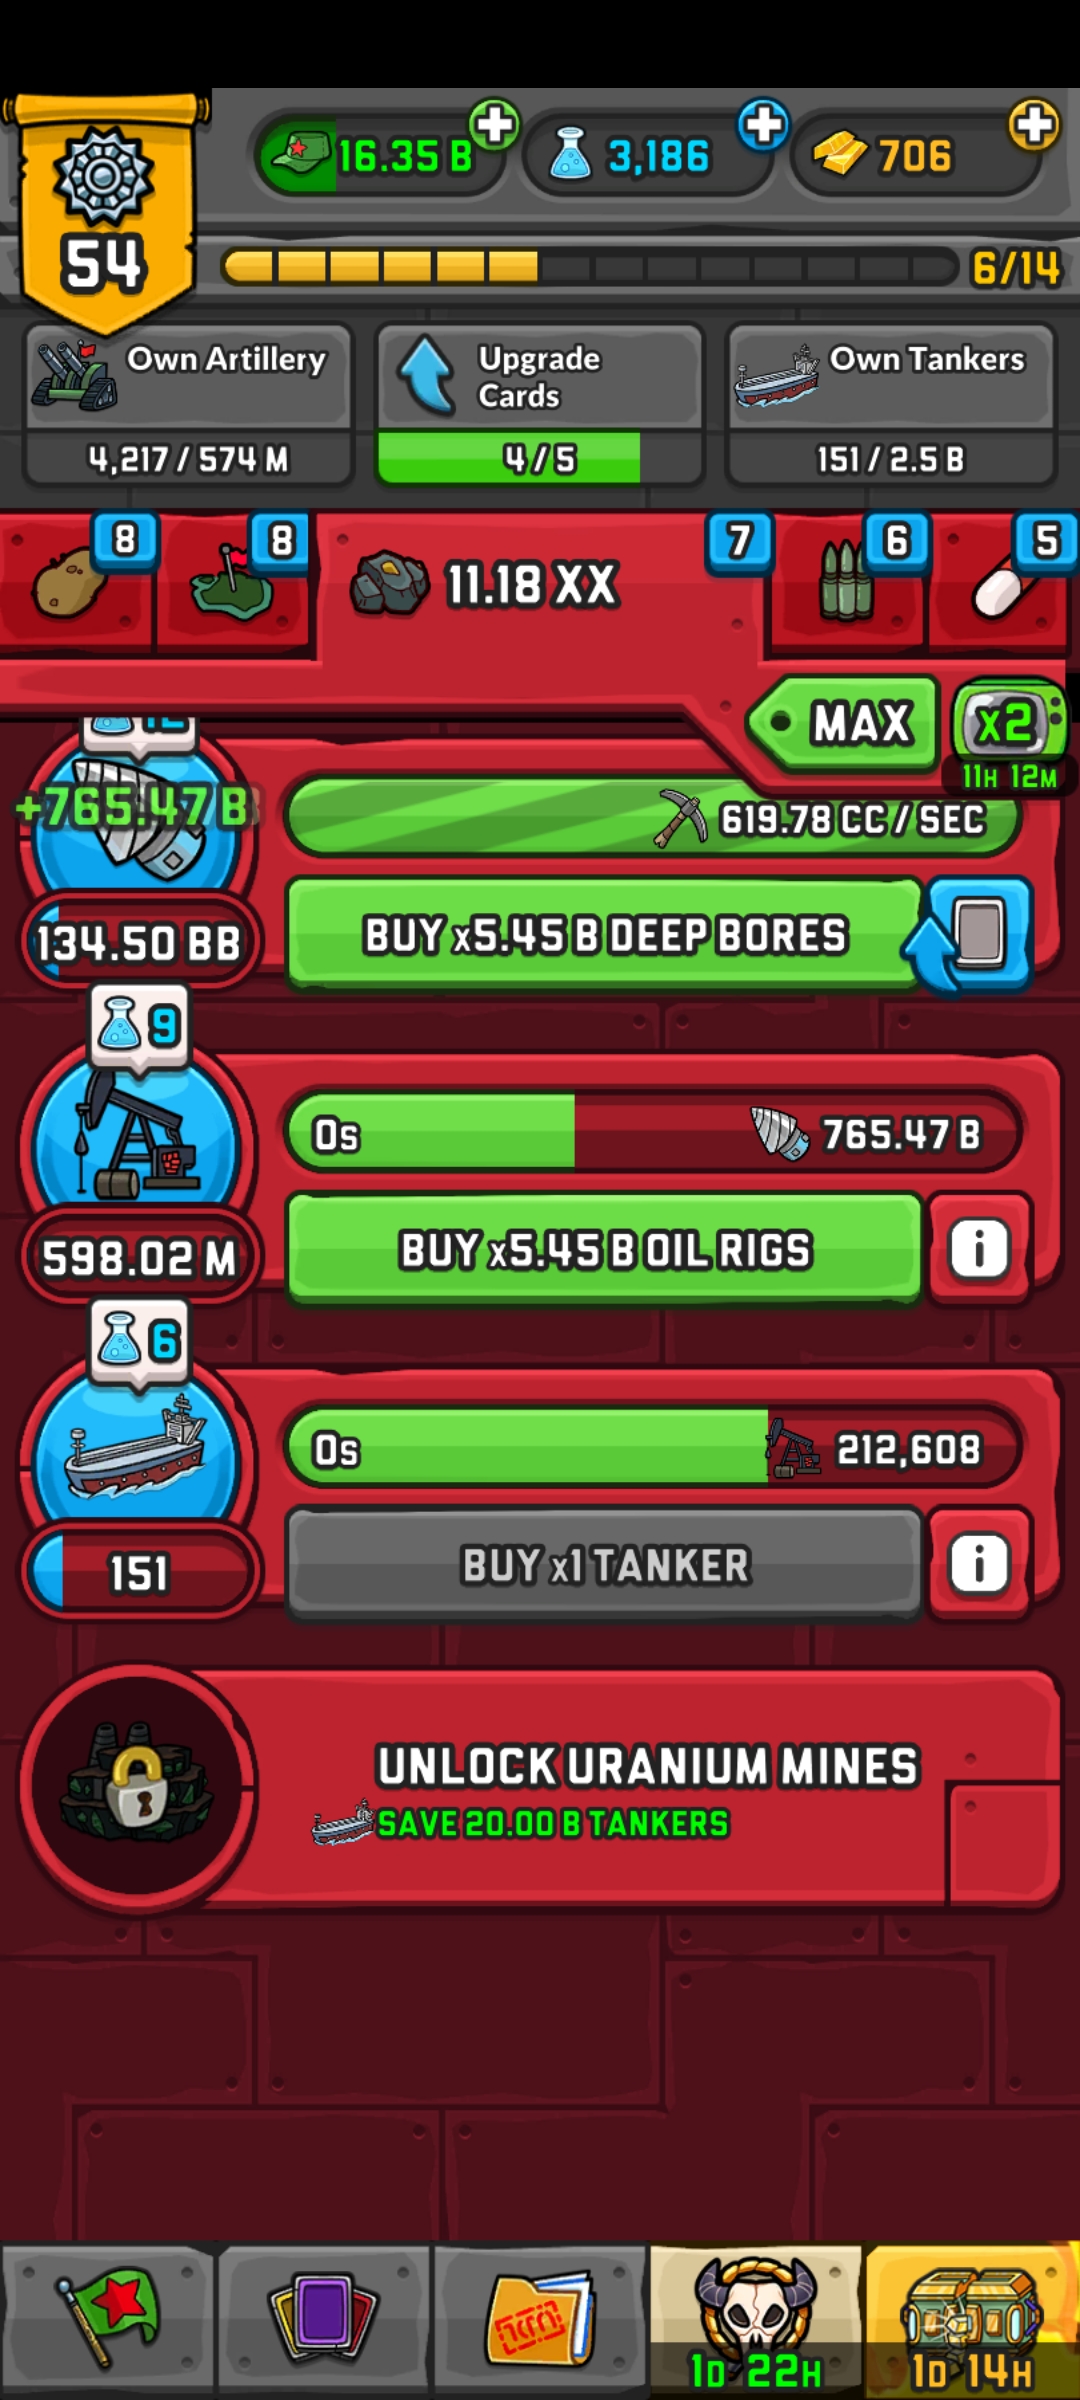 54
16.35 B
3,186
706
6/14
Own Artillery
4,217 / 574 M
Upgrade
Cards
4 / 5
Own Tankers
151 / 2.5 B
8
8
11.18 XX
7
6
5
MAX
x2
11H 12M
12
+765.47 B
619.78 CC / SEC
134.50 BB
BUY x5.45 B DEEP BORES
9
0s
765.47 B
598.02 M
BUY x5.45 B OIL RIGS
i
6
0s
212,608
151
BUY x1 TANKER
i
UNLOCK URANIUM MINES
SAVE 20.00 B TANKERS
1D 22H
1D 14H